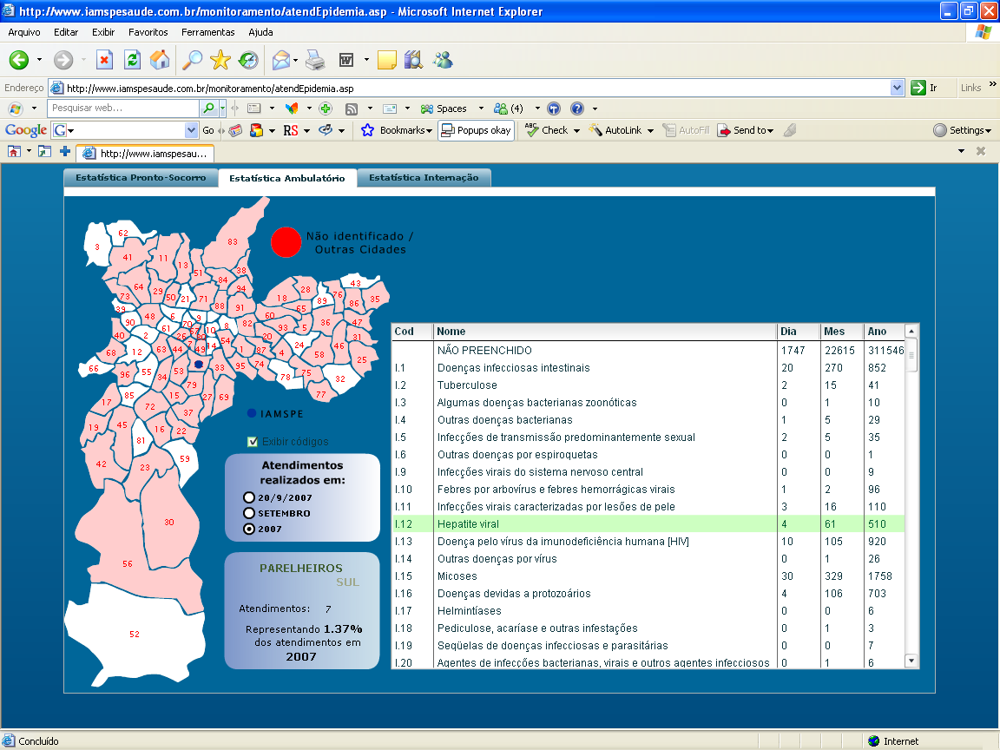 http://www.iamspesaude.com.br/monitoramento/atendEpidemia.asp - Microsoft Internet Explorer
Arquivo Editar Exibir Favoritos Ferramentas Ajuda
Endereço http://www.iamspesaude.com.br/monitoramento/atendEpidemia.asp Ir Links »
Pesquisar web... Spaces (4)
Google G Go RS Bookmarks Popups okay Check AutoLink AutoFill Send to Settings
http://www.iamspesau...
Estatística Pronto-Socorro Estatística Ambulatório Estatística Internação
Não identificado /
Outras Cidades
62
3
83
41
11
13
51
38
84
94
64
29
50
21
71
73
39
88
91
43
28
76
18
89
86
35
65
60
90
48
6
9
70
10
8
82
61
2
26
40
93
5
36
47
20
31
46
24
54
14
49
7
44
63
12
68
1
87
4
58
25
66
96
55
34
53
33
95
74
75
78
32
79
77
85
15
27
69
17
72
37
19
45
16
22
81
59
42
23
30
56
52
IAMSPE
Exibir códigos
Atendimentos
realizados em:
20/9/2007
SETEMBRO
2007
PARELHEIROS
SUL
Atendimentos: 7
Representando 1.37%
dos atendimentos em
2007
Cod Nome Dia Mes Ano
NÃO PREENCHIDO 1747 22615 311546
I.1 Doenças infecciosas intestinais 20 270 852
I.2 Tuberculose 2 15 41
I.3 Algumas doenças bacterianas zoonóticas 0 1 10
I.4 Outras doenças bacterianas 1 5 29
I.5 Infecções de transmissão predominantemente sexual 2 5 35
I.6 Outras doenças por espiroquetas 0 0 1
I.9 Infecções virais do sistema nervoso central 0 0 9
I.10 Febres por arbovírus e febres hemorrágicas virais 1 2 96
I.11 Infecções virais caracterizadas por lesões de pele 3 16 110
I.12 Hepatite viral 4 61 510
I.13 Doença pelo vírus da imunodeficiência humana [HIV] 10 105 920
I.14 Outras doenças por vírus 0 1 26
I.15 Micoses 30 329 1758
I.16 Doenças devidas a protozoários 4 106 703
I.17 Helmintíases 0 0 6
I.18 Pediculose, acaríase e outras infestações 0 1 3
I.19 Seqüelas de doenças infecciosas e parasitárias 0 0 7
I.20 Agentes de infecções bacterianas, virais e outros agentes infecciosos 0 1 6
Concluído Internet